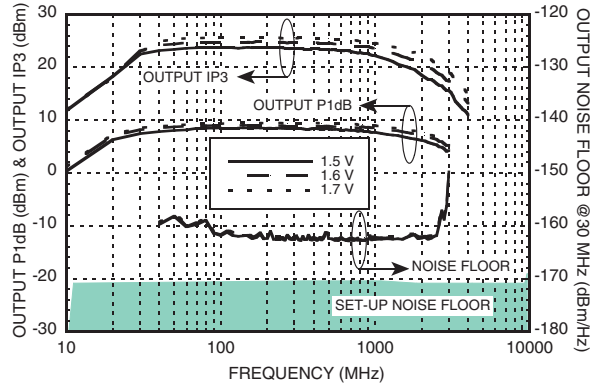 OUTPUT P1dB (dBm) & OUTPUT IP3 (dBm)
30
20
10
0
-10
-20
-30
-120
-130
-140
-150
-160
-170
-180
OUTPUT NOISE FLOOR @30 MHz (dBm/Hz)
OUTPUT IP3
OUTPUT P1dB
1.5 V
1.6 V
1.7 V
NOISE FLOOR
SET-UP NOISE FLOOR
10
100
1000
10000
FREQUENCY (MHz)